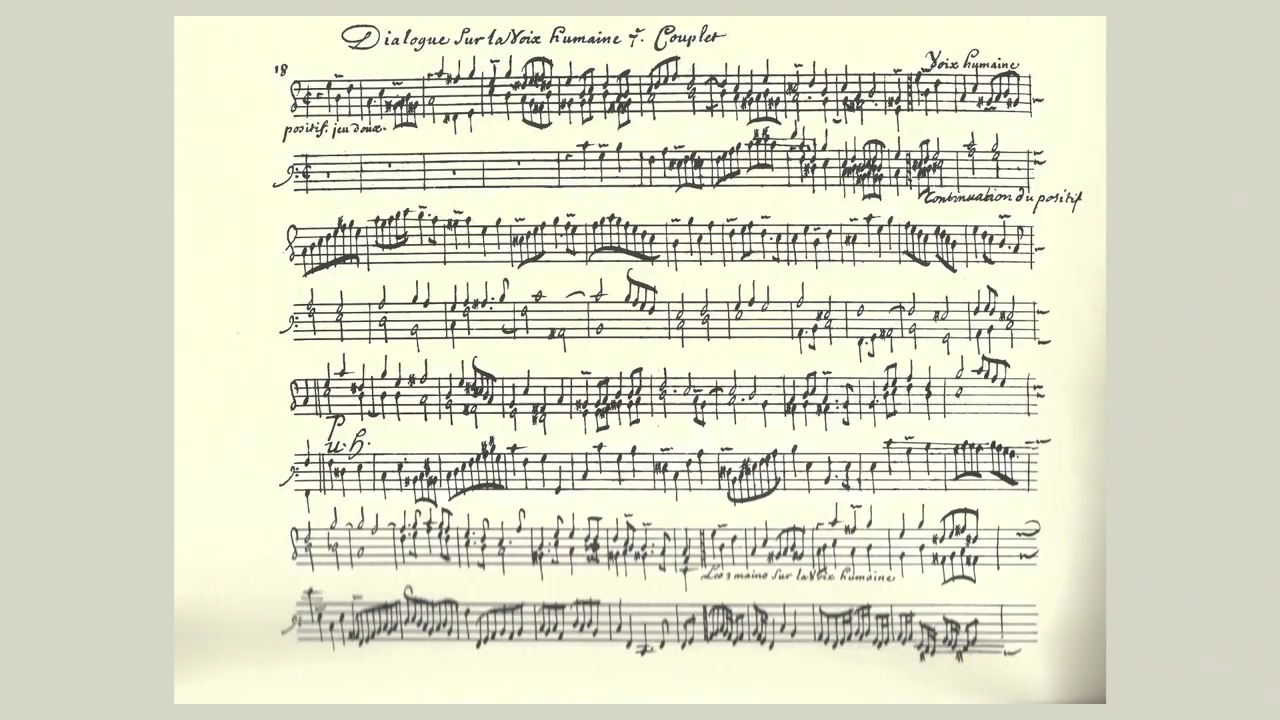 Dialogue Sur la Voix humaine 7.e Couplet
18
Voix humaine
positif. jeu doux.
Continuation du positif
P
u. h.
Les 2 mains Sur la Voix humaine